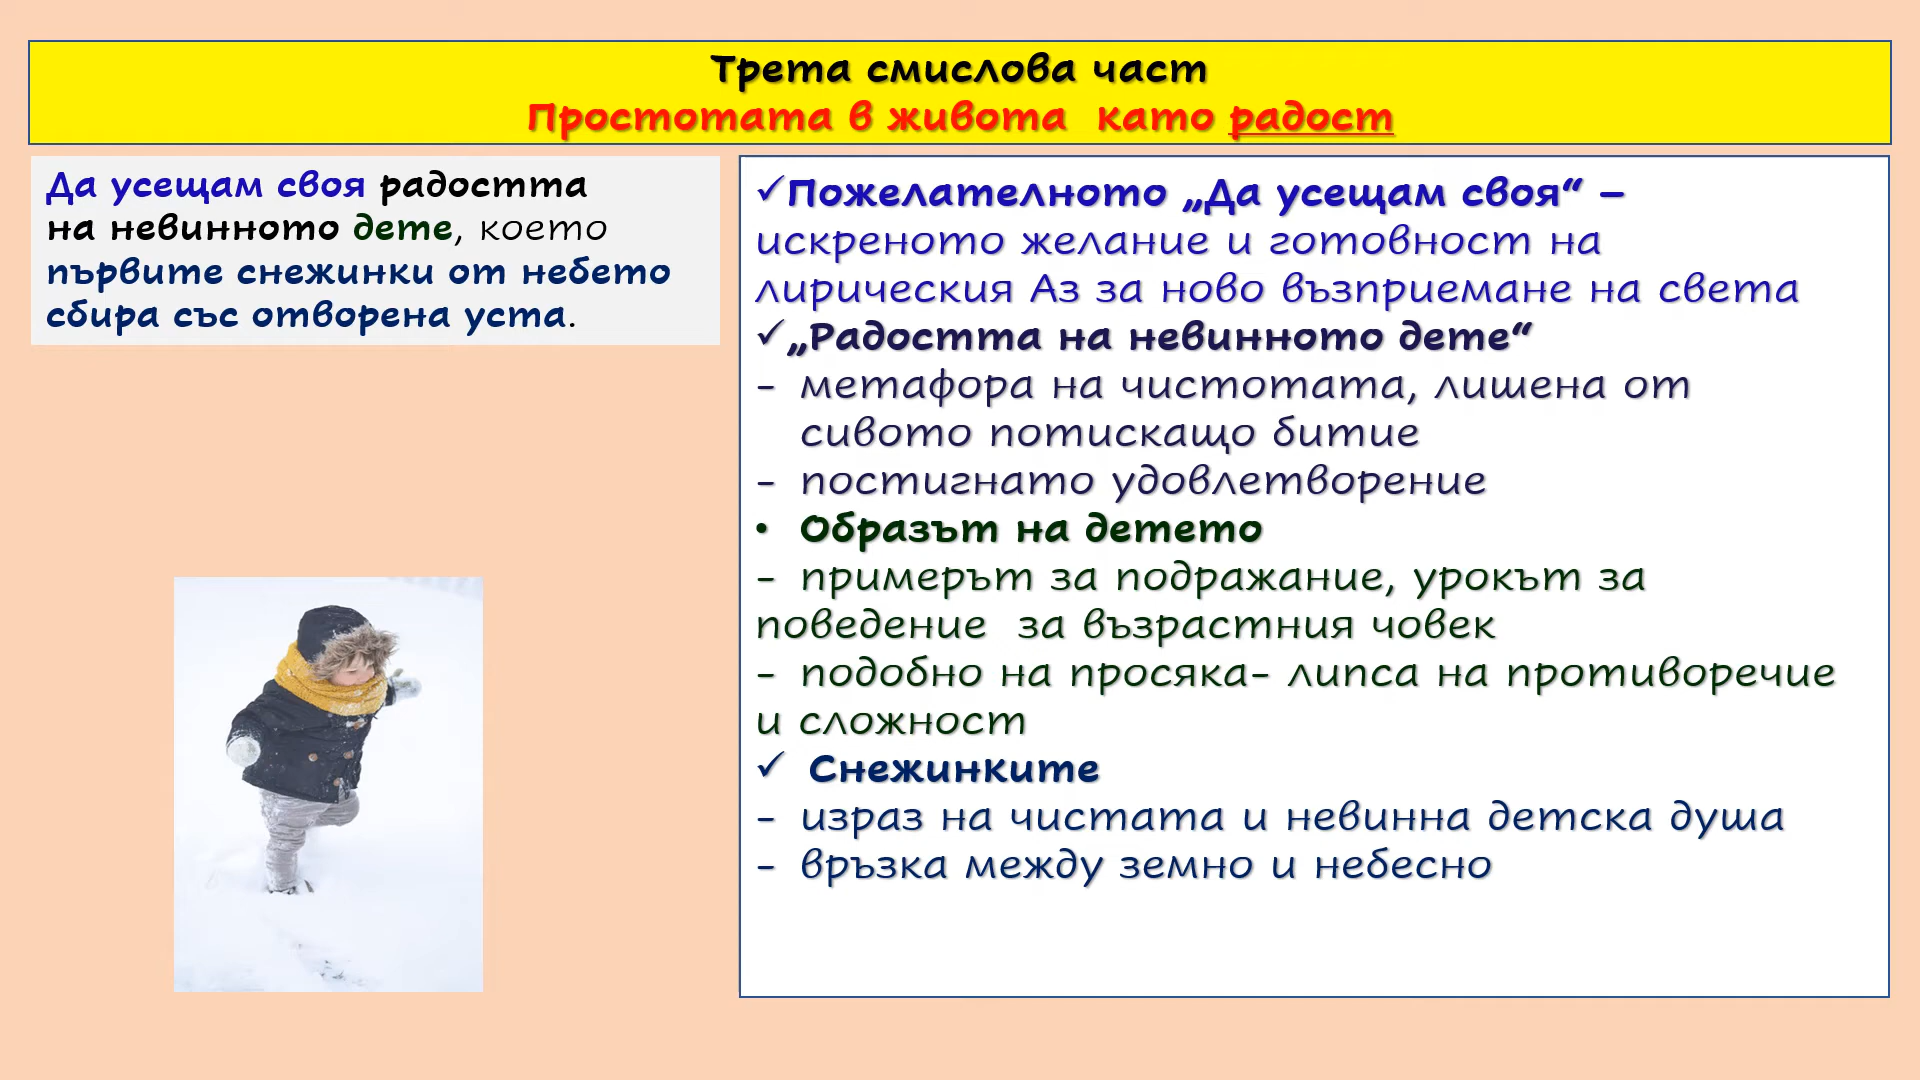 Трета смислова част
Простотата в живота като радост
Да усещам своя радостта
на невинното дете, което
първите снежинки от небето
сбира със отворена уста.
✓Пожелателното „Да усещам своя“ –
искреното желание и готовност на
лирическия Аз за ново възприемане на света
✓„Радостта на невинното дете“
- метафора на чистотата, лишена от
сивото потискащо битие
- постигнато удовлетворение
• Образът на детето
- примерът за подражание, урокът за
поведение за възрастния човек
- подобно на просяка- липса на противоречие
и сложност
✓ Снежинките
- израз на чистата и невинна детска душа
- връзка между земно и небесно